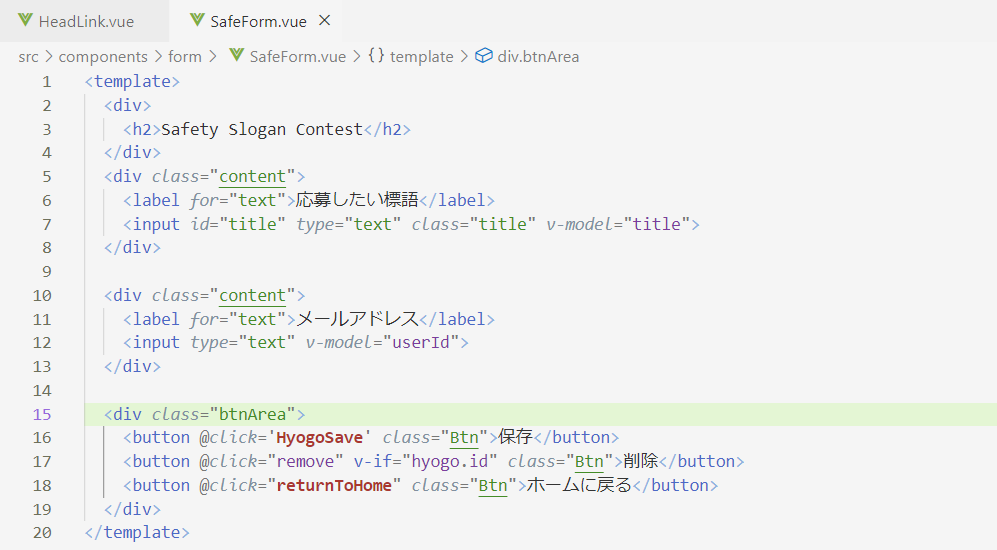 HeadLink.vue SafeForm.vue ×
src > components > form > SafeForm.vue > {} template > div.btnArea
1 <template>
2 <div>
3 <h2>Safety Slogan Contest</h2>
4 </div>
5 <div class="content">
6 <label for="text">応募したい標語</label>
7 <input id="title" type="text" class="title" v-model="title">
8 </div>
9
10 <div class="content">
11 <label for="text">メールアドレス</label>
12 <input type="text" v-model="userId">
13 </div>
14
15 <div class="btnArea">
16 <button @click='HyogoSave' class="Btn">保存</button>
17 <button @click="remove" v-if="hyogo.id" class="Btn">削除</button>
18 <button @click="returnToHome" class="Btn">ホームに戻る</button>
19 </div>
20 </template>